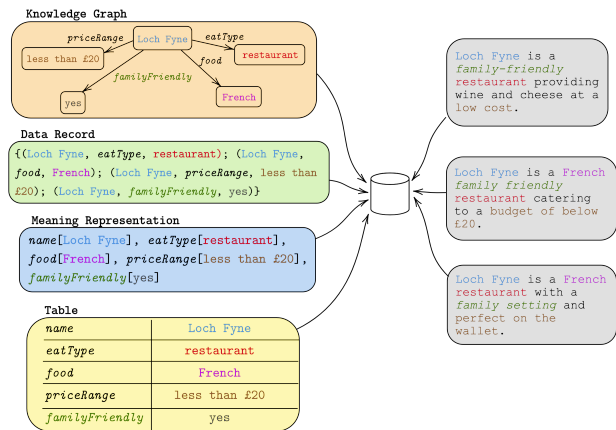 Knowledge Graph
priceRange
Loch Fyne
eatType
less than £20
restaurant
food
familyFriendly
yes
French
Data Record
{(Loch Fyne, eatType, restaurant); (Loch Fyne,
food, French); (Loch Fyne, priceRange, less than
£20); (Loch Fyne, familyFriendly, yes)}
Meaning Representation
name[Loch Fyne], eatType[restaurant],
food[French], priceRange[less than £20],
familyFriendly[yes]
Table
name Loch Fyne
eatType restaurant
food French
priceRange less than £20
familyFriendly yes
Loch Fyne is a
family-friendly
restaurant providing
wine and cheese at a
low cost.
Loch Fyne is a French
family friendly
restaurant catering
to a budget of below
£20.
Loch Fyne is a French
restaurant with a
family setting and
perfect on the
wallet.